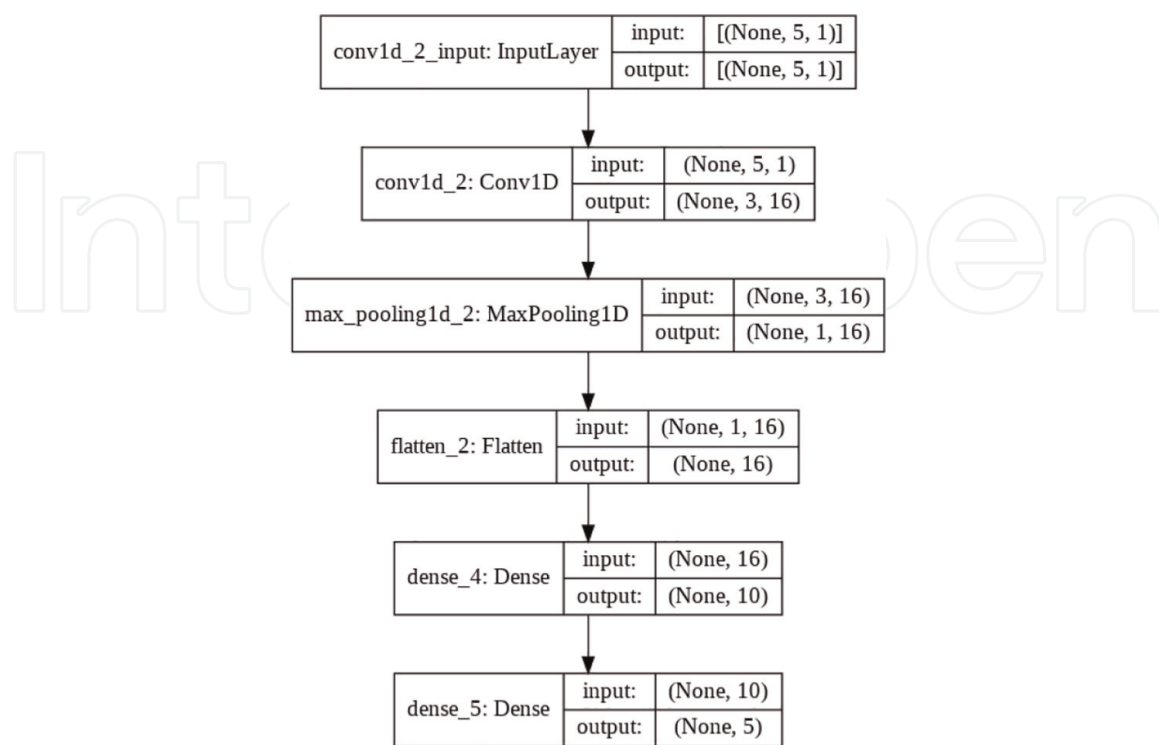 conv1d_2_input: InputLayer input: [(None, 5, 1)]
output: [(None, 5, 1)]
conv1d_2: Conv1D input: (None, 5, 1)
output: (None, 3, 16)
max_pooling1d_2: MaxPooling1D input: (None, 3, 16)
output: (None, 1, 16)
flatten_2: Flatten input: (None, 1, 16)
output: (None, 16)
dense_4: Dense input: (None, 16)
output: (None, 10)
dense_5: Dense input: (None, 10)
output: (None, 5)